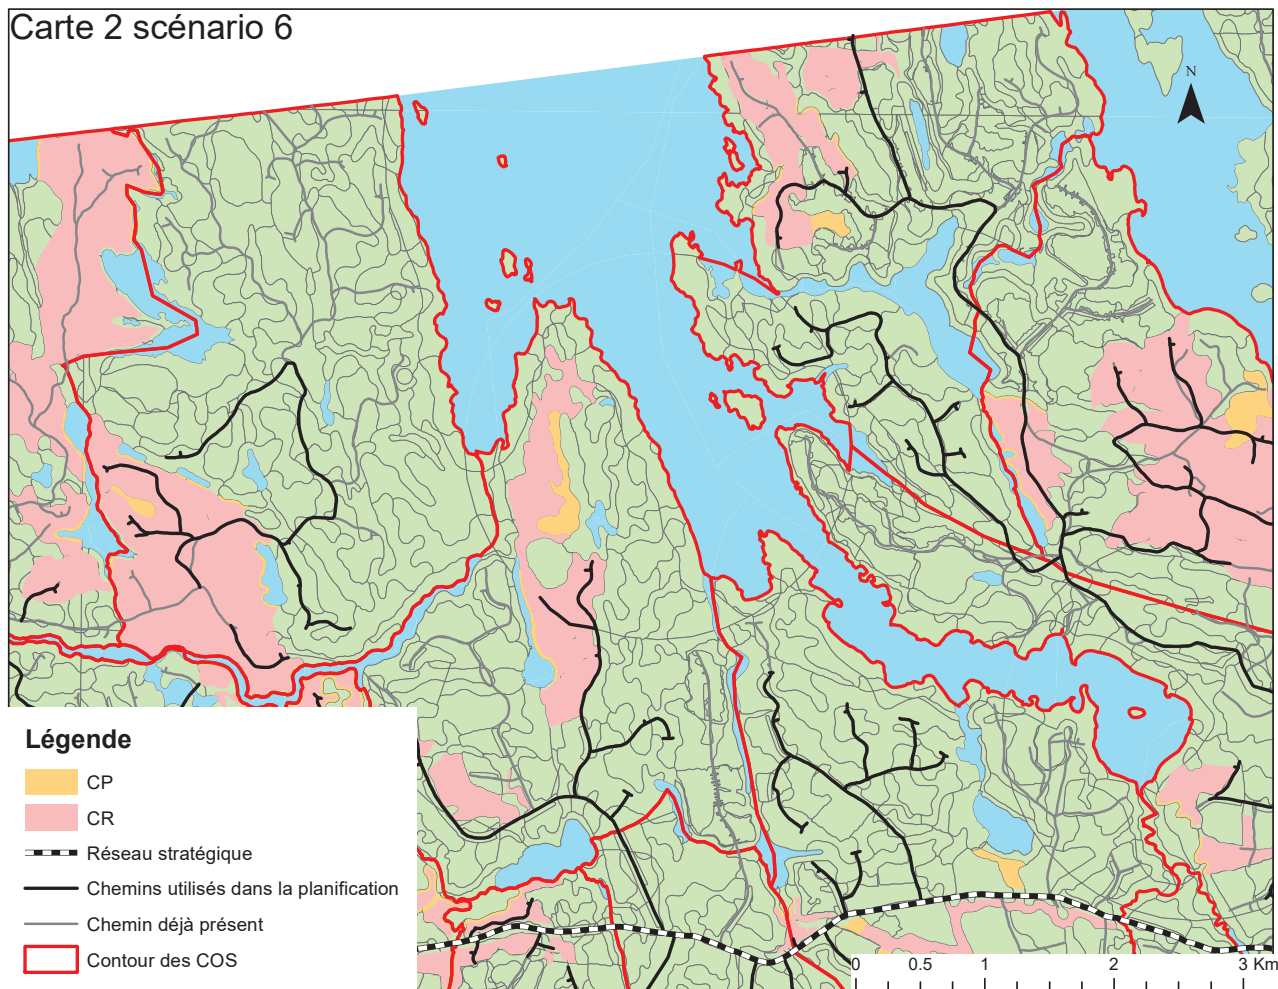 Carte 2 scénario 6
N
Légende
CP
CR
Réseau stratégique
Chemins utilisés dans la planification
Chemin déjà présent
Contour des COS
0 0.5 1 2 3 Km